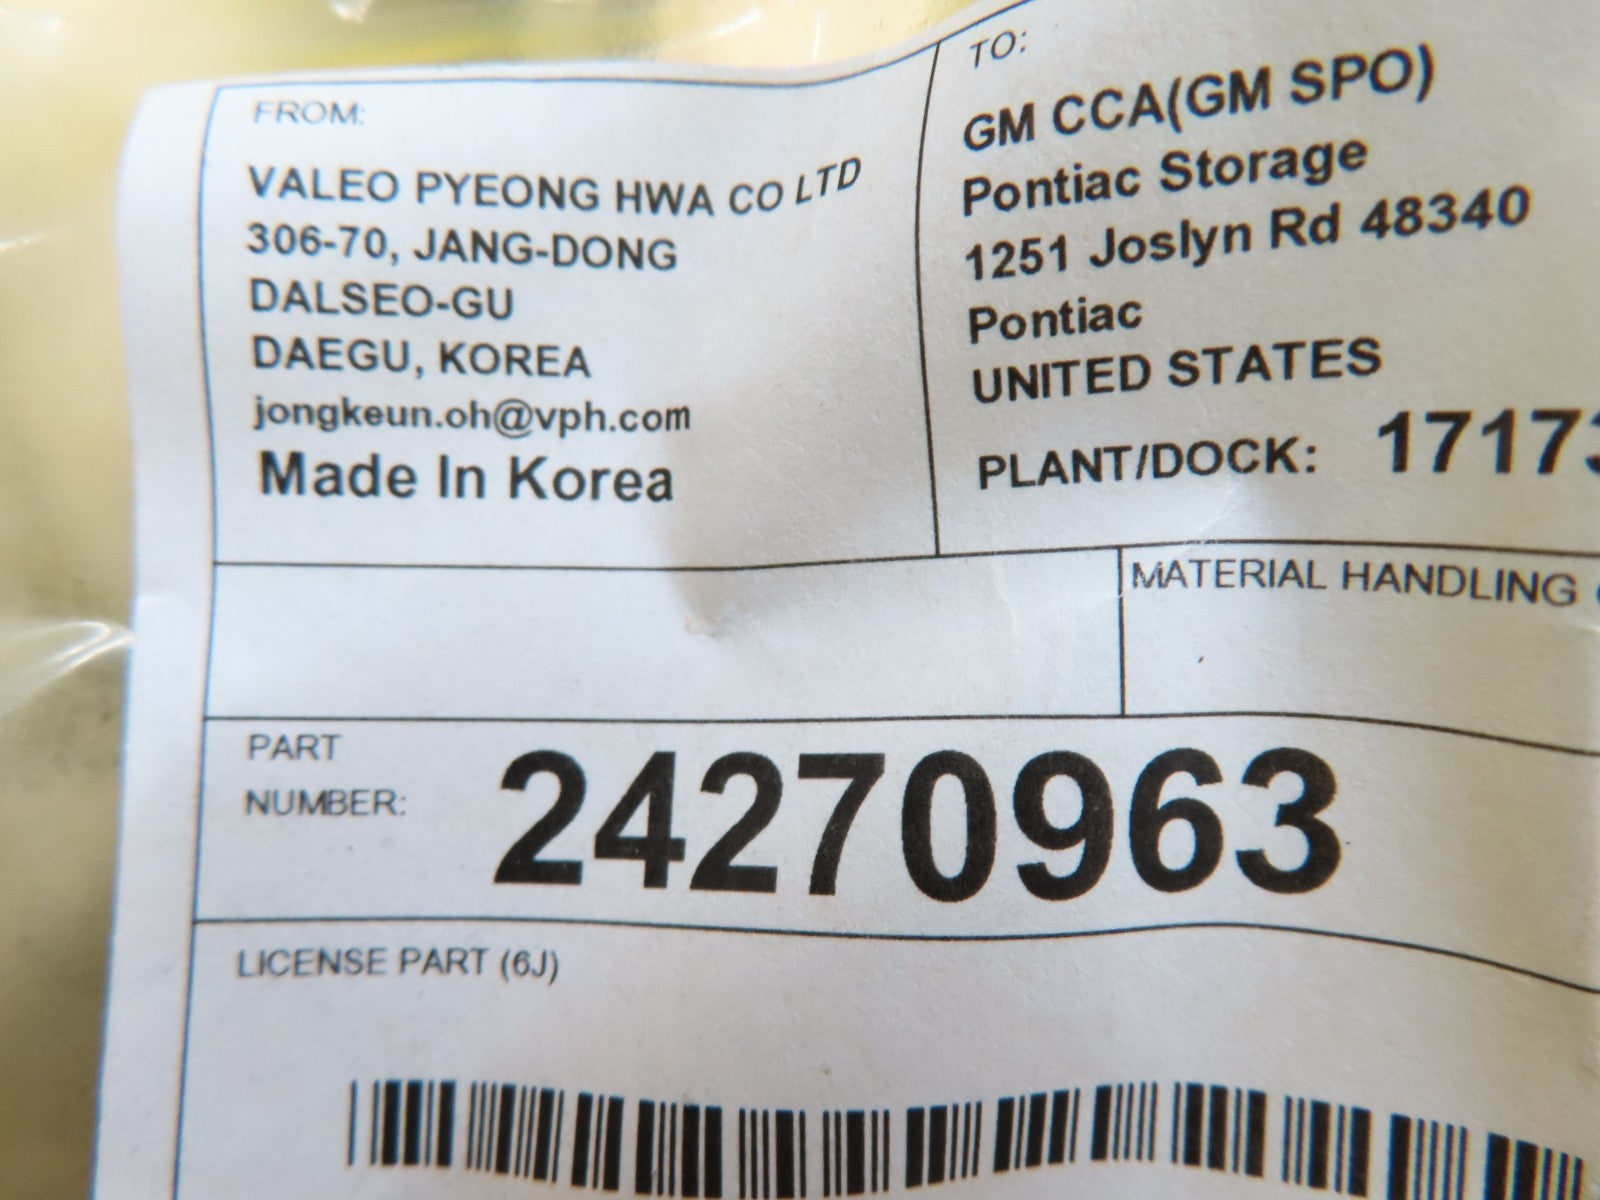 FROM:
VALEO PYEONG HWA CO LTD
306-70, JANG-DONG
DALSEO-GU
DAEGU, KOREA
jongkeun.oh@vph.com
Made In Korea
TO:
GM CCA(GM SPO)
Pontiac Storage
1251 Joslyn Rd 48340
Pontiac
UNITED STATES
PLANT/DOCK: 1717
MATERIAL HANDLING
PART
NUMBER:
24270963
LICENSE PART (6J)